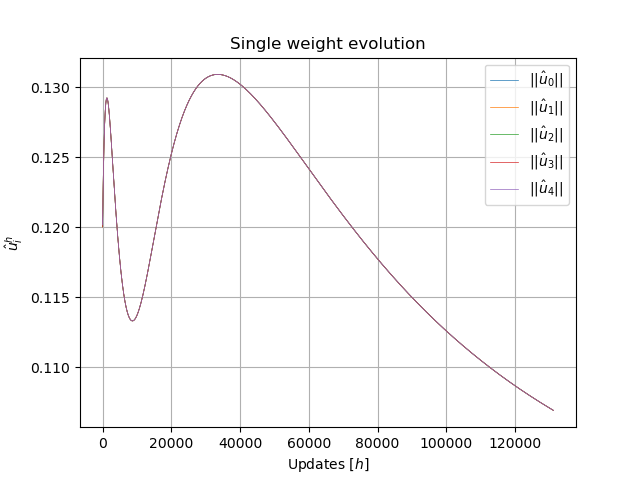 Single weight evolution
||û₀||
||û₁||
||û₂||
||û₃||
||û₄||
0.130
0.125
0.120
0.115
0.110
ûᵢʰ
0 20000 40000 60000 80000 100000 120000
Updates [h]